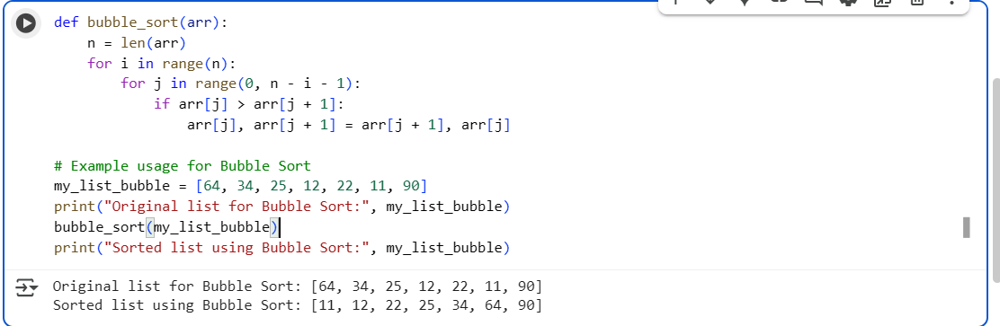 def bubble_sort(arr):
    n = len(arr)
    for i in range(n):
        for j in range(0, n - i - 1):
            if arr[j] > arr[j + 1]:
                arr[j], arr[j + 1] = arr[j + 1], arr[j]

# Example usage for Bubble Sort
my_list_bubble = [64, 34, 25, 12, 22, 11, 90]
print("Original list for Bubble Sort:", my_list_bubble)
bubble_sort(my_list_bubble)
print("Sorted list using Bubble Sort:", my_list_bubble)
Original list for Bubble Sort: [64, 34, 25, 12, 22, 11, 90]
Sorted list using Bubble Sort: [11, 12, 22, 25, 34, 64, 90]